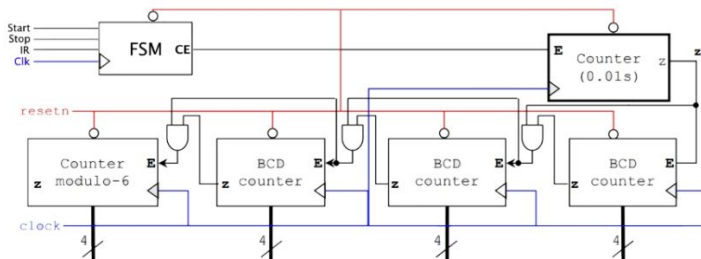 Start
Stop
IR
Clk
FSM
CE
E
Counter
(0.01s)
z
z
resetn
Counter
modulo-6
E
z
BCD
counter
E
z
BCD
counter
E
z
BCD
counter
E
z
clock
4
4
4
4